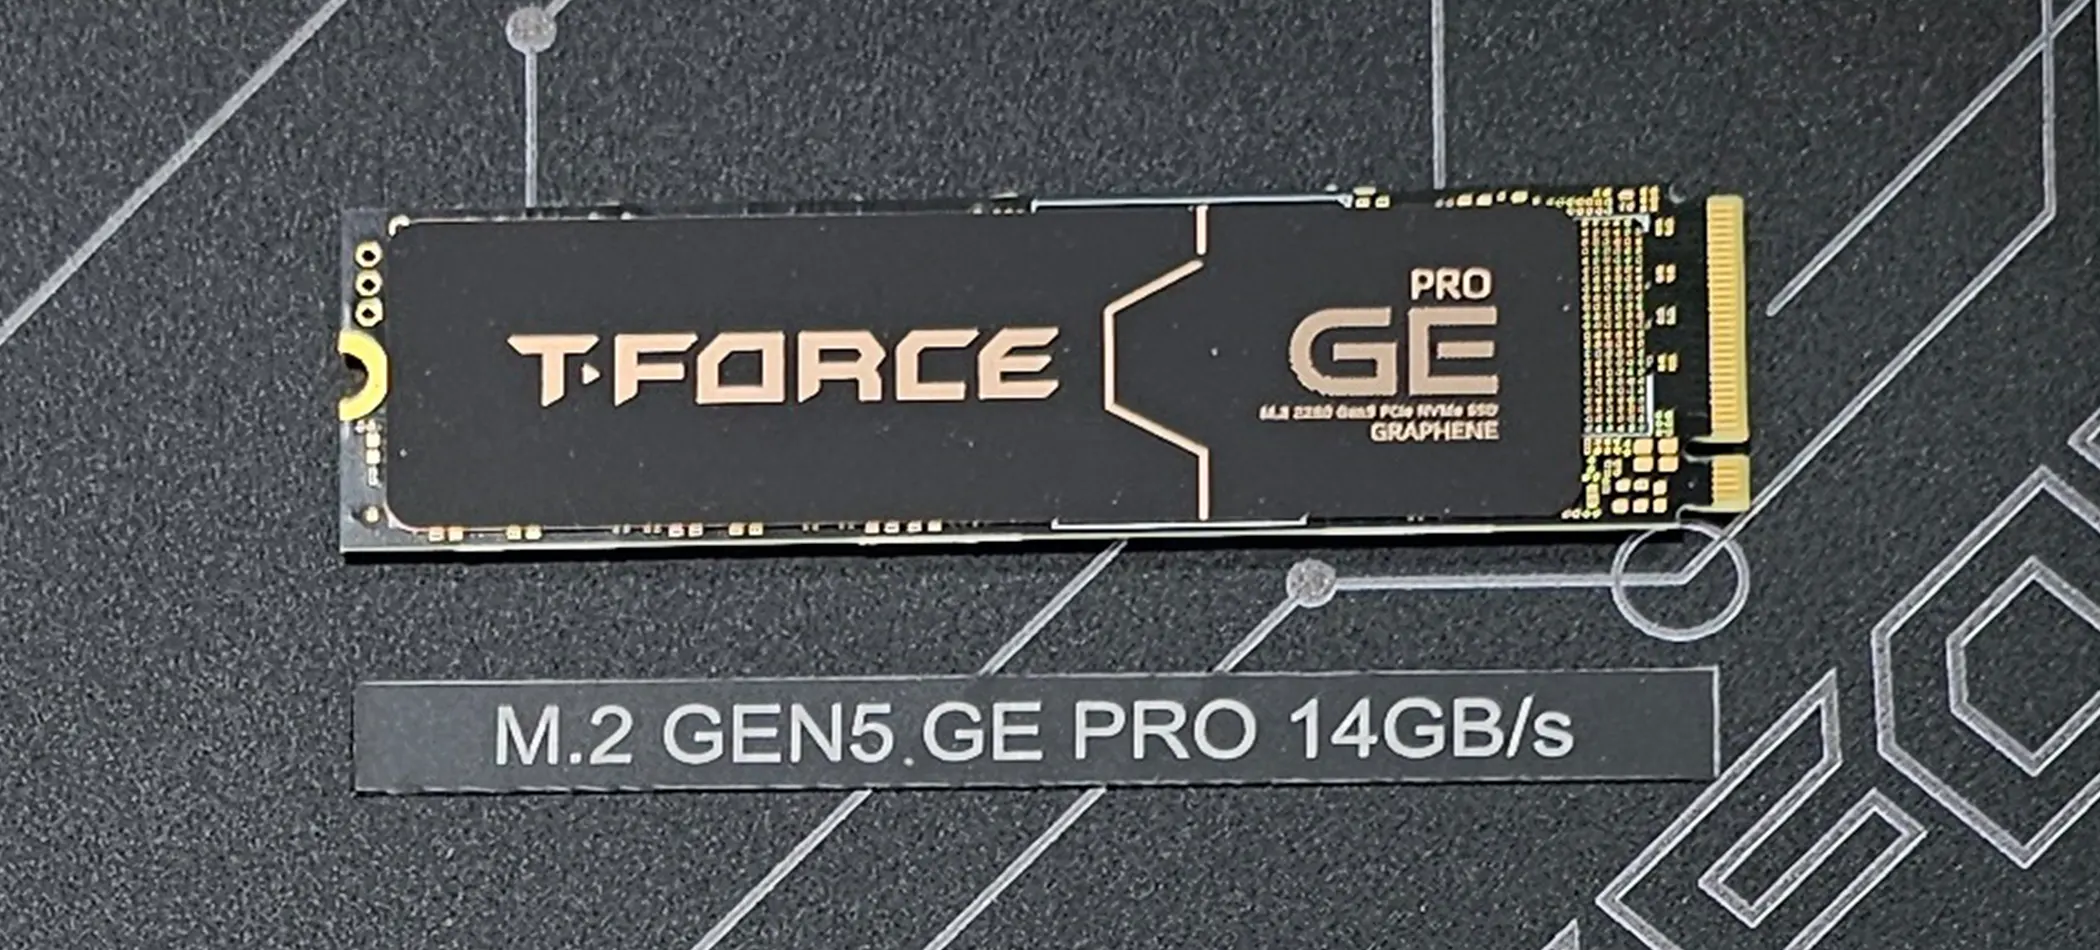 T-FORCE
PRO
GE
M.2 2280 Gen5 PCIe NVMe SSD
GRAPHENE
M.2 GEN5 GE PRO 14GB/s